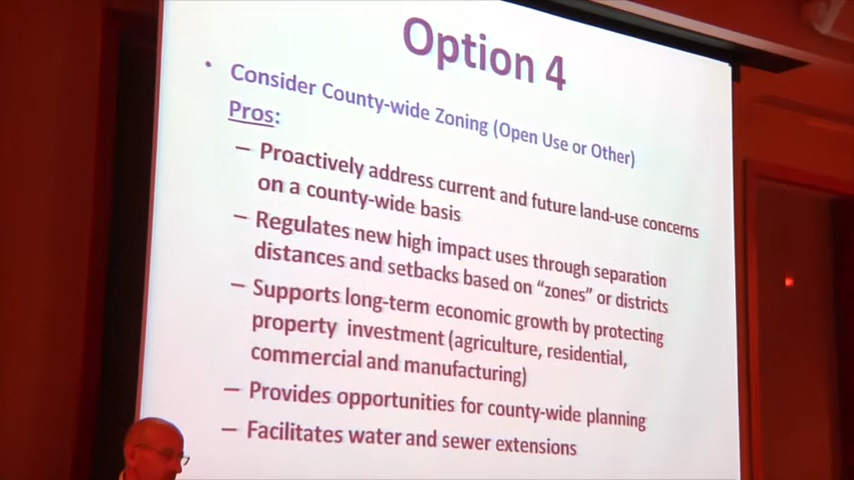 Option 4
• Consider County-wide Zoning (Open Use or Other)
Pros:
– Proactively address current and future land-use concerns
on a county-wide basis
– Regulates new high impact uses through separation
distances and setbacks based on “zones” or districts
– Supports long-term economic growth by protecting
property investment (agriculture, residential,
commercial and manufacturing)
– Provides opportunities for county-wide planning
– Facilitates water and sewer extensions